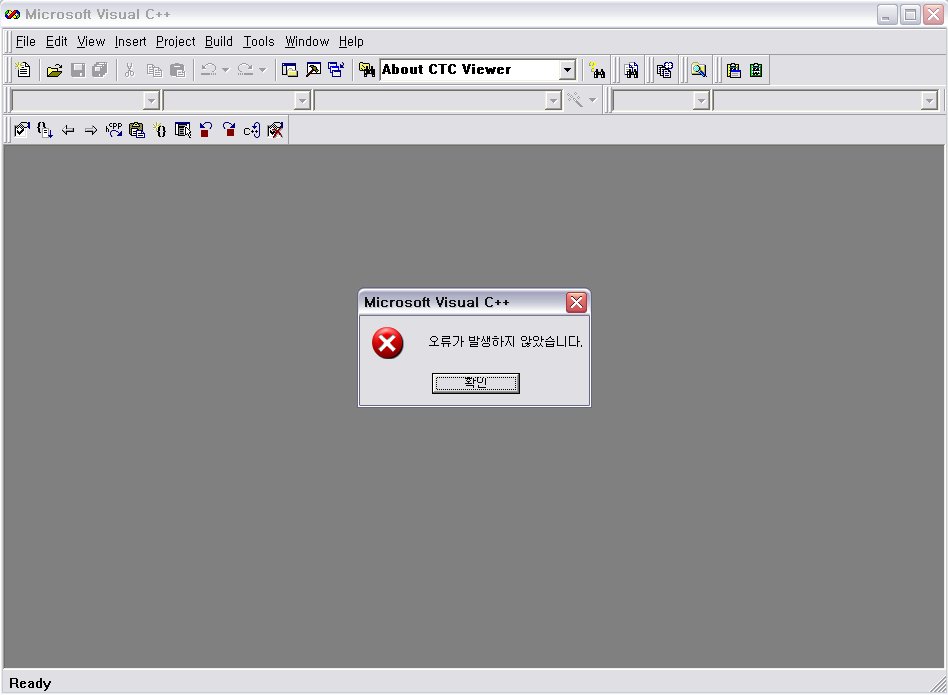 Microsoft Visual C++
File Edit View Insert Project Build Tools Window Help
About CTC Viewer
Microsoft Visual C++
오류가 발생하지 않았습니다.
확인
Ready